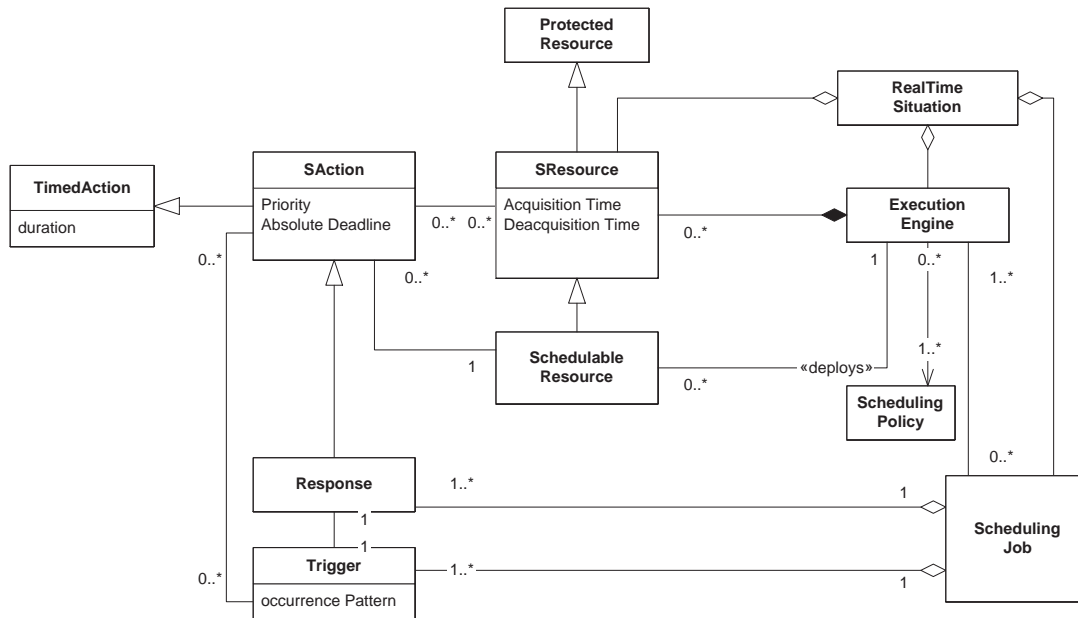 Protected
Resource
RealTime
Situation
TimedAction
duration
SAction
Priority
Absolute Deadline
SResource
Acquisition Time
Deacquisition Time
Execution
Engine
0..*
0..*
0..*
0..*
0..*
1
0..*
1..*
1
Schedulable
Resource
0..*
«deploys»
1..*
Scheduling
Policy
Response
1..*
1
0..*
Scheduling
Job
1
1
Trigger
occurrence Pattern
0..*
1..*
1